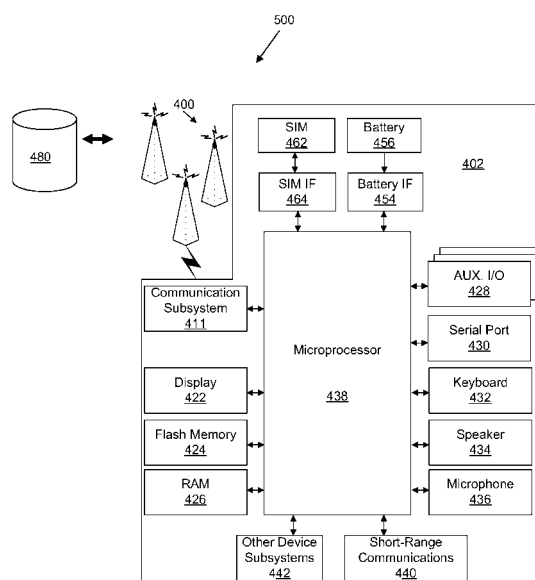 500
400
480
SIM
462
Battery
456
402
SIM IF
464
Battery IF
454
AUX. I/O
428
Communication
Subsystem
411
Serial Port
430
Microprocessor
438
Display
422
Keyboard
432
Flash Memory
424
Speaker
434
RAM
426
Microphone
436
Other Device
Subsystems
442
Short-Range
Communications
440